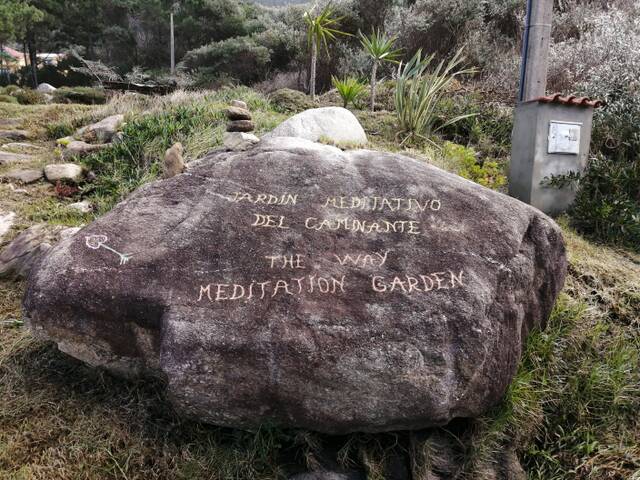 JARDIN MEDITATIVO
DEL CAMINANTE
THE WAY
MEDITATION GARDEN